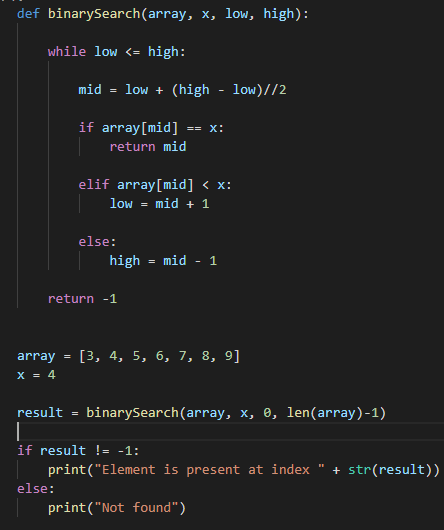 def binarySearch(array, x, low, high):
while low <= high:
mid = low + (high - low)//2
if array[mid] == x:
return mid
elif array[mid] < x:
low = mid + 1
else:
high = mid - 1
return -1
array = [3, 4, 5, 6, 7, 8, 9]
x = 4
result = binarySearch(array, x, 0, len(array)-1)
if result != -1:
print("Element is present at index " + str(result))
else:
print("Not found")